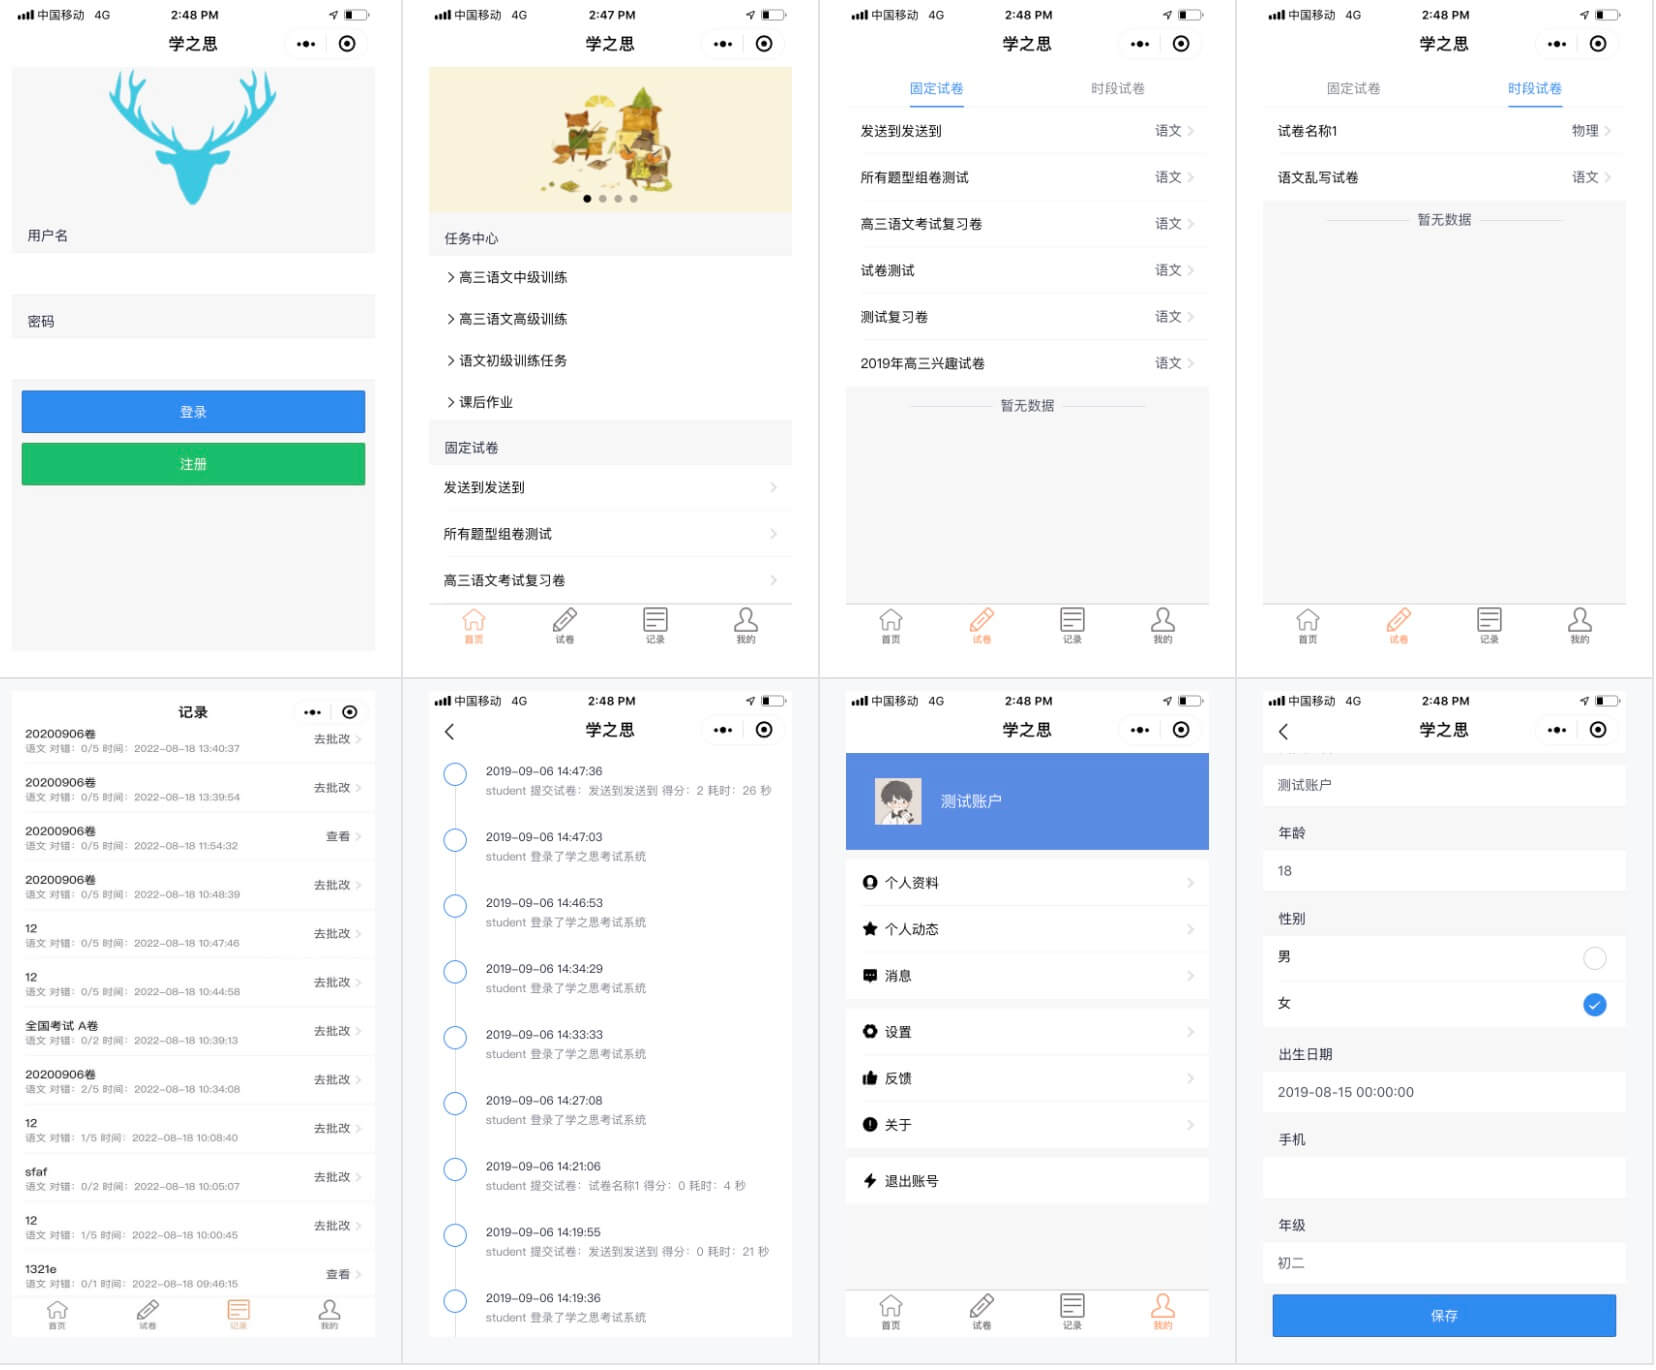 中国移动 4G 2:48 PM
学之思
用户名
密码
登录
注册
中国移动 4G 2:47 PM
学之思
任务中心
高三语文中级训练
高三语文高级训练
语文初级训练任务
课后作业
固定试卷
发送到发送到
所有题型组卷测试
高三语文考试复习卷
首页 试卷 记录 我的
中国移动 4G 2:48 PM
学之思
固定试卷 时段试卷
发送到发送到 语文
所有题型组卷测试 语文
高三语文考试复习卷 语文
试卷测试 语文
测试复习卷 语文
2019年高三兴趣试卷 语文
暂无数据
首页 试卷 记录 我的
中国移动 4G 2:48 PM
学之思
固定试卷 时段试卷
试卷名称1 物理
语文乱写试卷 语文
暂无数据
首页 试卷 记录 我的
记录
20200906卷
语文 对错：0/5 时间：2022-08-18 13:40:37 去批改
20200906卷
语文 对错：0/5 时间：2022-08-18 13:39:54 去批改
20200906卷
语文 对错：0/5 时间：2022-08-18 11:54:32 查看
20200906卷
语文 对错：0/5 时间：2022-08-18 10:48:39 去批改
12
语文 对错：0/5 时间：2022-08-18 10:47:46 去批改
12
语文 对错：0/5 时间：2022-08-18 10:44:58 去批改
全国考试 A卷
语文 对错：0/2 时间：2022-08-18 10:39:13 去批改
20200906卷
语文 对错：2/5 时间：2022-08-18 10:34:08 去批改
12
语文 对错：1/5 时间：2022-08-18 10:08:40 去批改
sfaf
语文 对错：0/2 时间：2022-08-18 10:05:07 去批改
12
语文 对错：1/5 时间：2022-08-18 10:00:45 去批改
1321e
语文 对错：0/1 时间：2022-08-18 09:46:15 查看
首页 试卷 记录 我的
中国移动 4G 2:48 PM
学之思
2019-09-06 14:47:36
student 提交试卷：发送到发送到 得分：2 耗时：26 秒
2019-09-06 14:47:03
student 登录了学之思考试系统
2019-09-06 14:46:53
student 登录了学之思考试系统
2019-09-06 14:34:29
student 登录了学之思考试系统
2019-09-06 14:33:33
student 登录了学之思考试系统
2019-09-06 14:27:08
student 登录了学之思考试系统
2019-09-06 14:21:06
student 提交试卷：试卷名称1 得分：0 耗时：4 秒
2019-09-06 14:19:55
student 提交试卷：发送到发送到 得分：0 耗时：21 秒
2019-09-06 14:19:36
student 登录了学之思考试系统
中国移动 4G 2:48 PM
学之思
测试账户
个人资料
个人动态
消息
设置
反馈
关于
退出账号
首页 试卷 记录 我的
中国移动 4G 2:48 PM
学之思
测试账户
年龄
18
性别
男
女
出生日期
2019-08-15 00:00:00
手机
年级
初二
保存